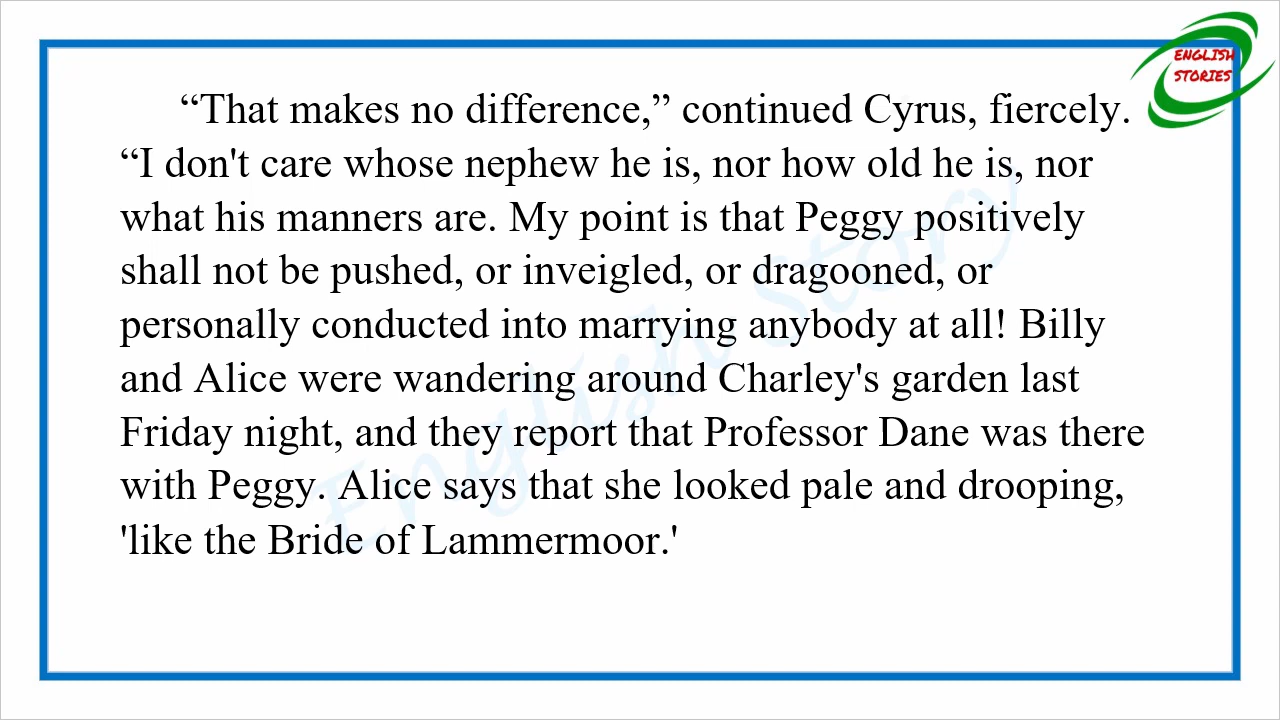 ENGLISH
STORIES
“That makes no difference,” continued Cyrus, fiercely.
“I don't care whose nephew he is, nor how old he is, nor
what his manners are. My point is that Peggy positively
shall not be pushed, or inveigled, or dragooned, or
personally conducted into marrying anybody at all! Billy
and Alice were wandering around Charley's garden last
Friday night, and they report that Professor Dane was there
with Peggy. Alice says that she looked pale and drooping,
'like the Bride of Lammermoor.'
English Story